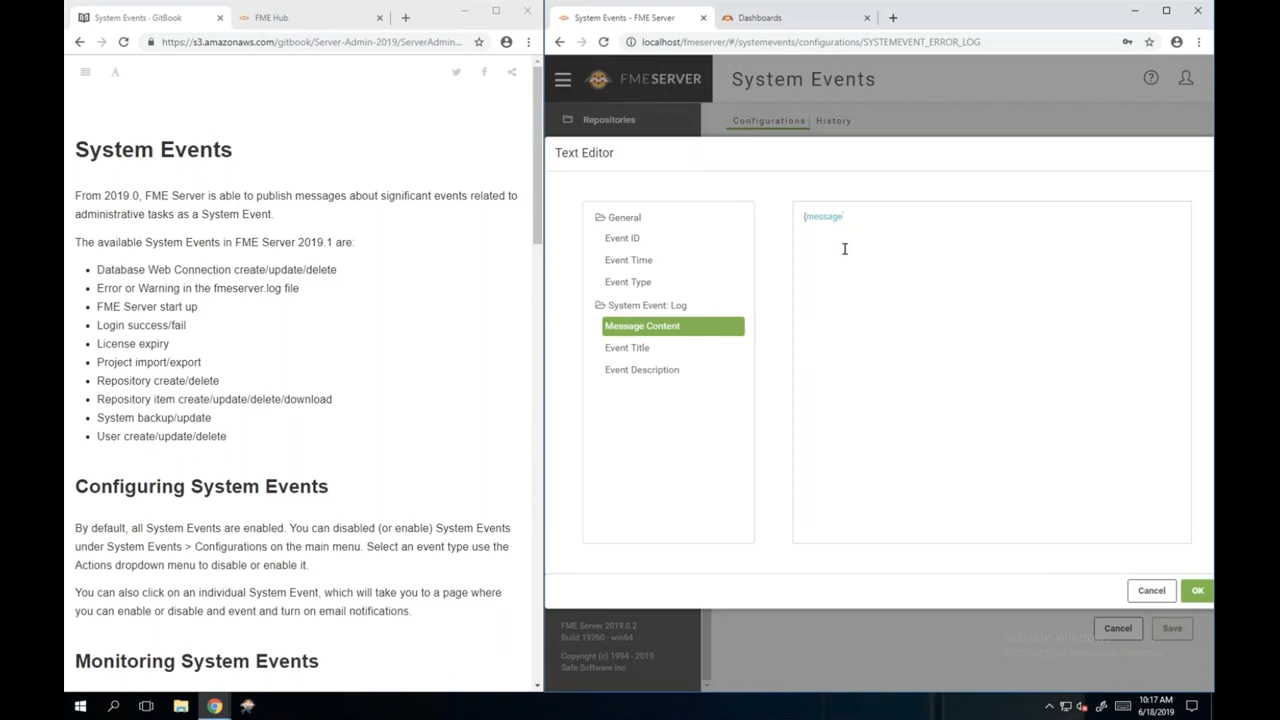 System Events - GitBook
FME Hub
https://s3.amazonaws.com/gitbook/Server-Admin-2019/ServerAdmin...
A
System Events
From 2019.0, FME Server is able to publish messages about significant events related to
administrative tasks as a System Event.
The available System Events in FME Server 2019.1 are:
• Database Web Connection create/update/delete
• Error or Warning in the fmeserver.log file
• FME Server start up
• Login success/fail
• License expiry
• Project import/export
• Repository create/delete
• Repository item create/update/delete/download
• System backup/update
• User create/update/delete
Configuring System Events
By default, all System Events are enabled. You can disabled (or enable) System Events
under System Events > Configurations on the main menu. Select an event type use the
Actions dropdown menu to disable or enable it.
You can also click on an individual System Event, which will take you to a page where
you can enable or disable and event and turn on email notifications.
Monitoring System Events
System Events - FME Server
Dashboards
localhost/fmeserver/#/systemevents/configurations/SYSTEMEVENT_ERROR_LOG
FMESERVER
System Events
Repositories
Configurations
History
Text Editor
General
Event ID
Event Time
Event Type
System Event: Log
Message Content
Event Title
Event Description
{message
Cancel
OK
Cancel
Save
FME Server 2019.0.2
Build 19260 - win64
Copyright (c) 1994 - 2019
Safe Software Inc.
Activate Windows
10:17 AM
6/18/2019